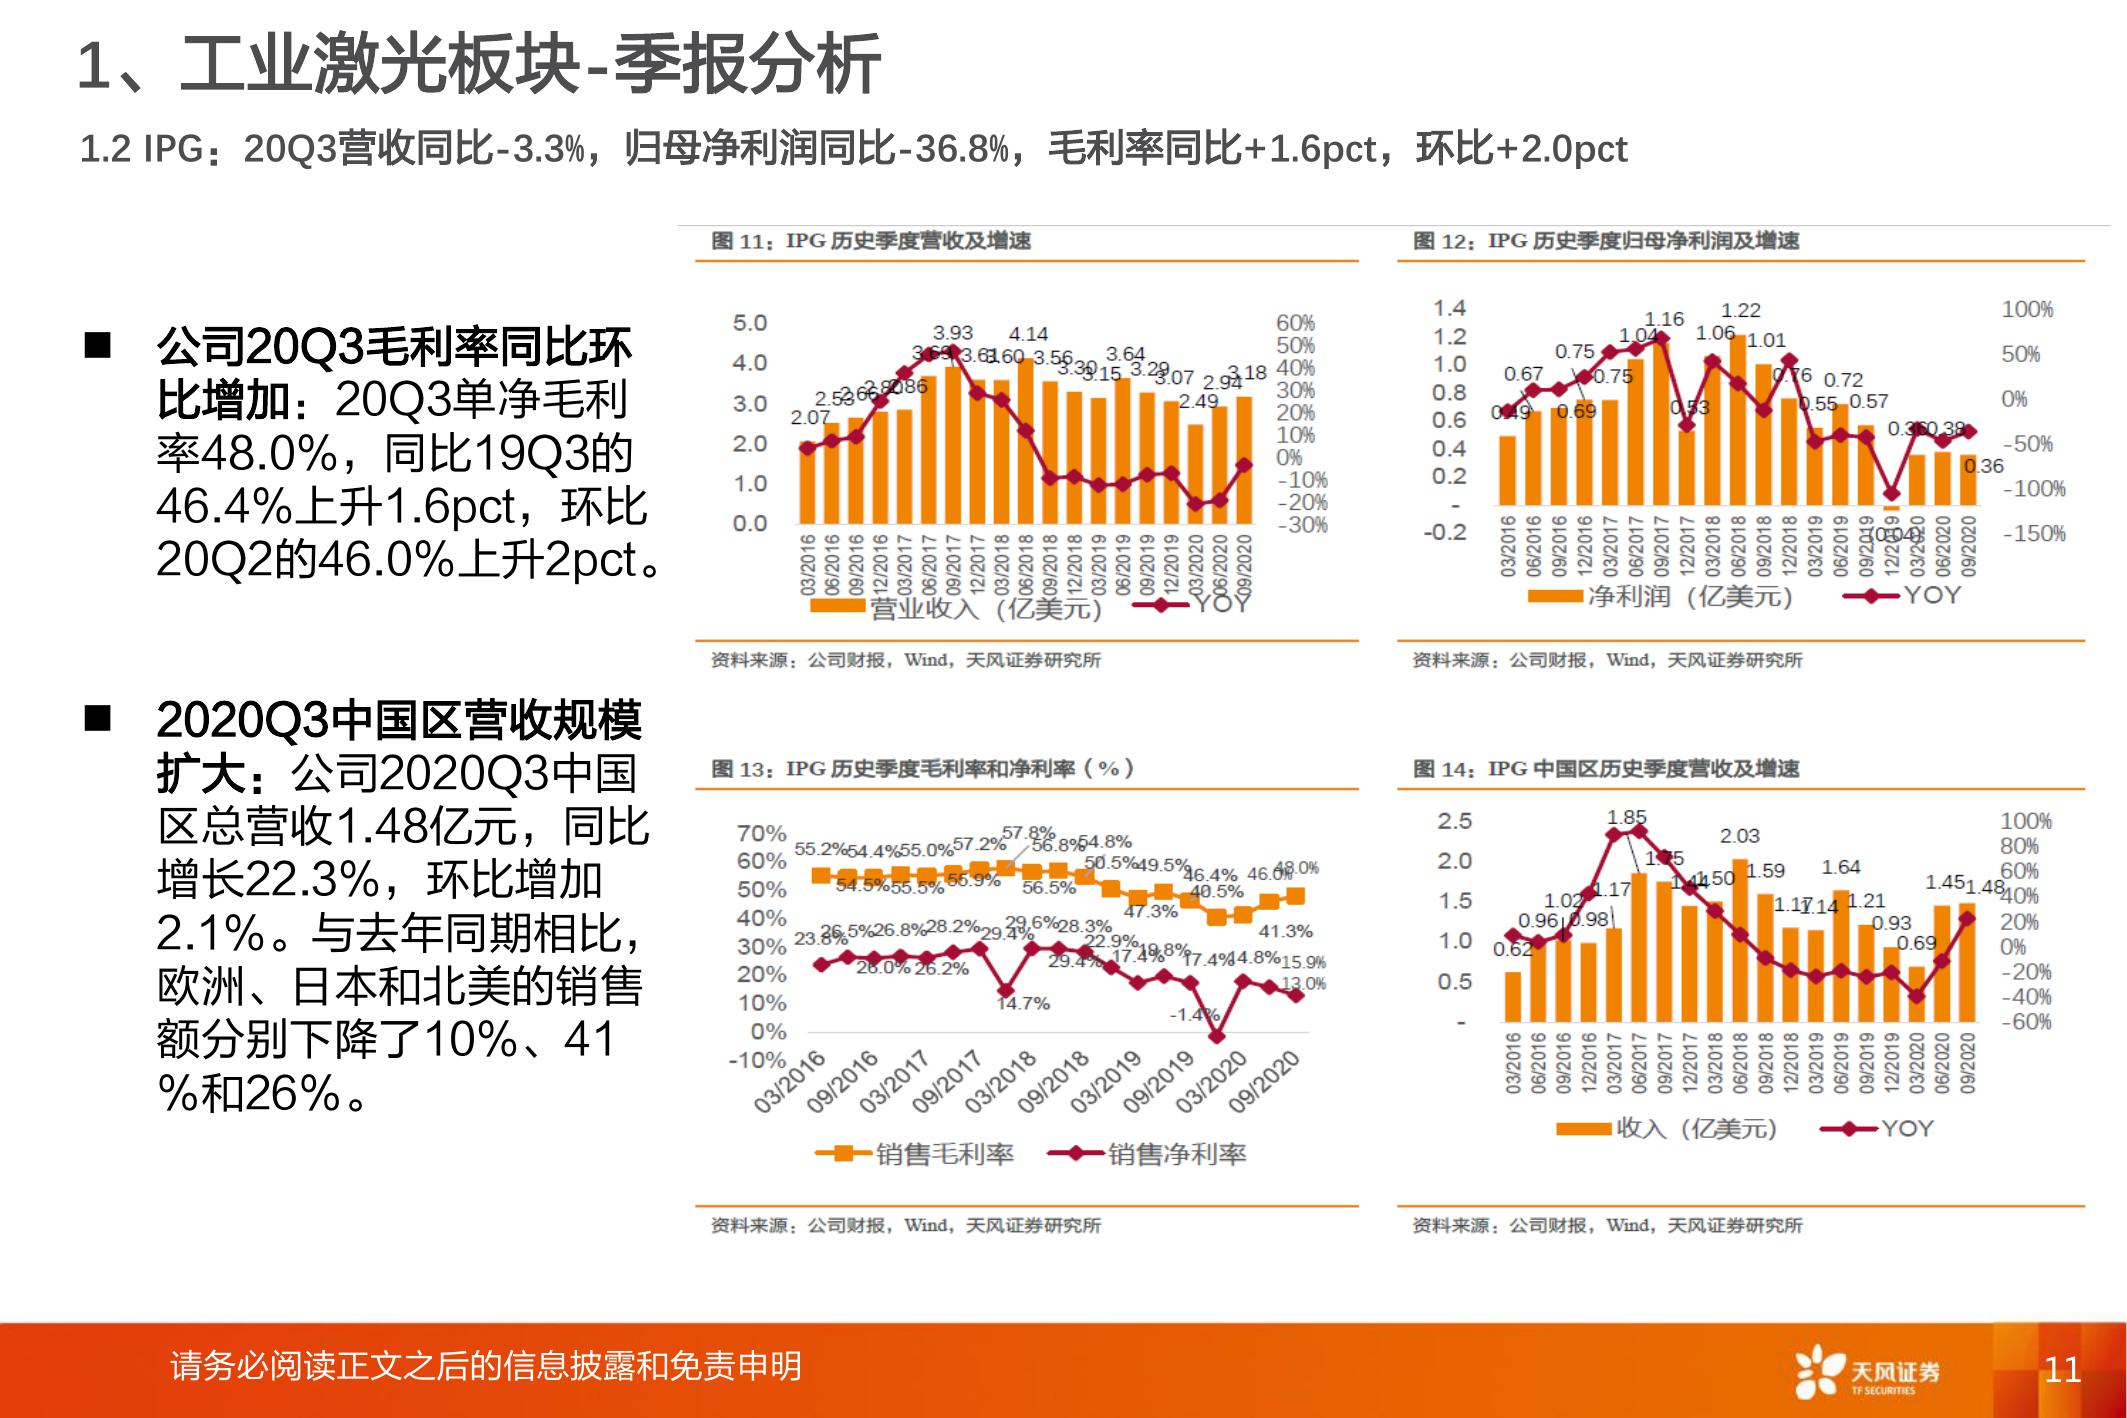 1、工业激光板块-季报分析
1.2 IPG：20Q3营收同比-3.3%，归母净利润同比-36.8%，毛利率同比+1.6pct，环比+2.0pct
■ 公司20Q3毛利率同比环
比增加：20Q3单净毛利
率48.0%，同比19Q3的
46.4%上升1.6pct，环比
20Q2的46.0%上升2pct。
■ 2020Q3中国区营收规模
扩大：公司2020Q3中国
区总营收1.48亿元，同比
增长22.3%，环比增加
2.1%。与去年同期相比，
欧洲、日本和北美的销售
额分别下降了10%、41
%和26%。
图 11：IPG 历史季度营收及增速
5.0
4.0
3.0
2.0
1.0
0.0
2.07 2.53 2.66 2.80 2.86 3.69 3.93 3.61 3.60 4.14 3.56 3.30 3.15 3.64 3.29 3.07 2.49 2.94 3.18
60%
50%
40%
30%
20%
10%
0%
-10%
-20%
-30%
03/2016 06/2016 09/2016 12/2016 03/2017 06/2017 09/2017 12/2017 03/2018 06/2018 09/2018 12/2018 03/2019 06/2019 09/2019 12/2019 03/2020 06/2020 09/2020
营业收入（亿美元） YOY
资料来源：公司财报，Wind，天风证券研究所
图 12：IPG 历史季度归母净利润及增速
1.4
1.2
1.0
0.8
0.6
0.4
0.2
-
-0.2
0.49 0.67 0.69 0.75 0.75 1.04 1.16 0.53 1.06 1.22 1.01 0.76 0.55 0.72 0.57 (0.04) 0.36 0.38 0.36
100%
50%
0%
-50%
-100%
-150%
03/2016 06/2016 09/2016 12/2016 03/2017 06/2017 09/2017 12/2017 03/2018 06/2018 09/2018 12/2018 03/2019 06/2019 09/2019 12/2019 03/2020 06/2020 09/2020
净利润（亿美元） YOY
资料来源：公司财报，Wind，天风证券研究所
图 13：IPG 历史季度毛利率和净利率（%）
70%
60%
50%
40%
30%
20%
10%
0%
-10%
55.2% 54.5% 54.4% 55.5% 55.0% 55.9% 57.2% 57.8% 56.5% 56.8% 54.8% 50.5% 47.3% 49.5% 46.4% 40.5% 41.3% 46.0% 48.0%
23.8% 26.5% 26.0% 26.8% 26.2% 28.2% 29.4% 14.7% 29.6% 29.4% 28.3% 22.9% 17.4% 19.8% 17.4% -1.4% 14.8% 15.9% 13.0%
03/2016 09/2016 03/2017 09/2017 03/2018 09/2018 03/2019 09/2019 03/2020 09/2020
销售毛利率 销售净利率
资料来源：公司财报，Wind，天风证券研究所
图 14：IPG 中国区历史季度营收及增速
2.5
2.0
1.5
1.0
0.5
-
0.62 0.96 1.02 0.98 1.17 1.85 1.75 1.44 1.50 2.03 1.59 1.17 1.14 1.64 1.21 0.93 0.69 1.45 1.48
100%
80%
60%
40%
20%
0%
-20%
-40%
-60%
03/2016 06/2016 09/2016 12/2016 03/2017 06/2017 09/2017 12/2017 03/2018 06/2018 09/2018 12/2018 03/2019 06/2019 09/2019 12/2019 03/2020 06/2020 09/2020
收入（亿美元） YOY
资料来源：公司财报，Wind，天风证券研究所
请务必阅读正文之后的信息披露和免责申明
天风证券
TF SECURITIES
11